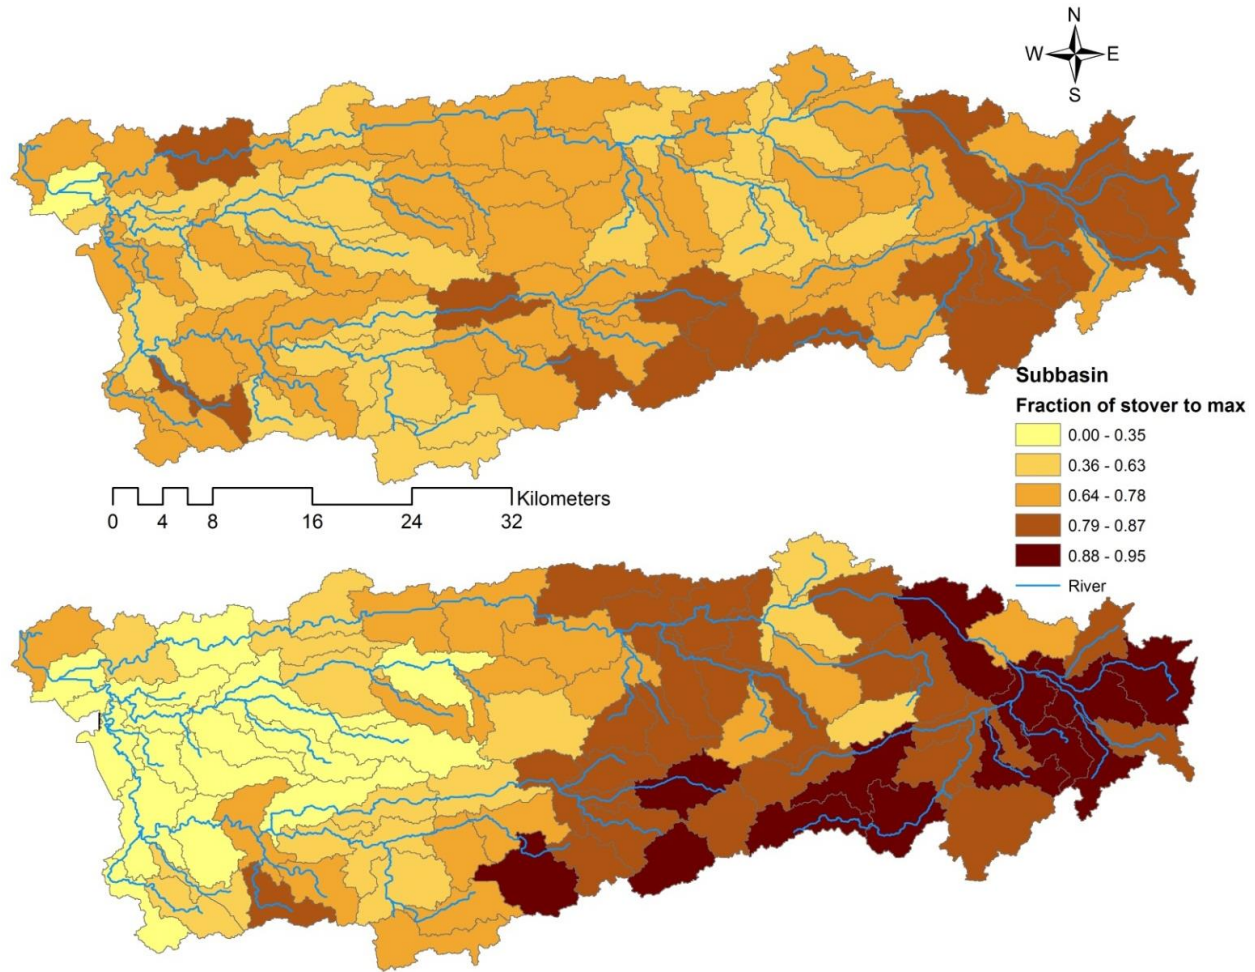 N
W E
S
Subbasin
Fraction of stover to max
0.00 - 0.35
0.36 - 0.63
0.64 - 0.78
0.79 - 0.87
0.88 - 0.95
River
Kilometers
0 4 8 16 24 32